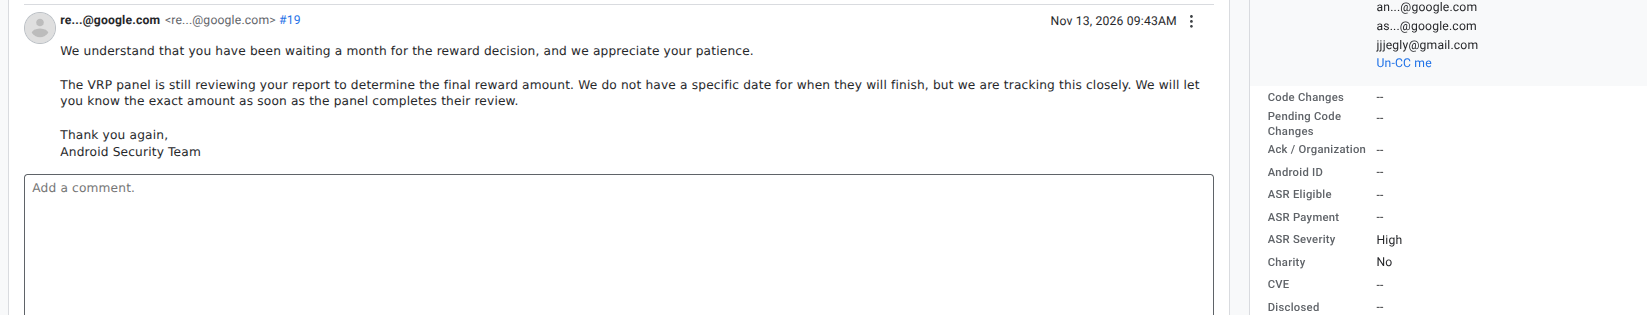 re...@google.com <re...@google.com> #19
Nov 13, 2026 09:43AM
We understand that you have been waiting a month for the reward decision, and we appreciate your patience.
The VRP panel is still reviewing your report to determine the final reward amount. We do not have a specific date for when they will finish, but we are tracking this closely. We will let
you know the exact amount as soon as the panel completes their review.
Thank you again,
Android Security Team
Add a comment.
an...@google.com
as...@google.com
jjjegly@gmail.com
Un-CC me
Code Changes --
Pending Code --
Changes
Ack / Organization --
Android ID --
ASR Eligible --
ASR Payment --
ASR Severity High
Charity No
CVE --
Disclosed --